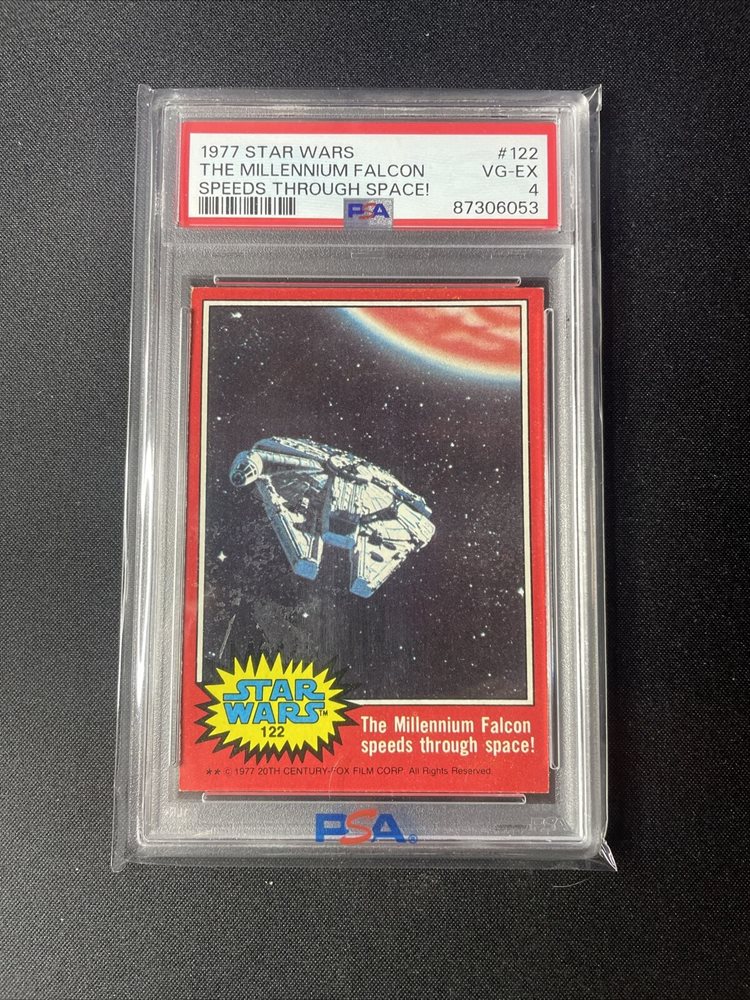 1977 STAR WARS #122
THE MILLENNIUM FALCON VG-EX
SPEEDS THROUGH SPACE! 4
PSA 87306053
STAR
WARS™
122
The Millennium Falcon
speeds through space!
★★ © 1977 20TH CENTURY-FOX FILM CORP. All Rights Reserved.
PSA®